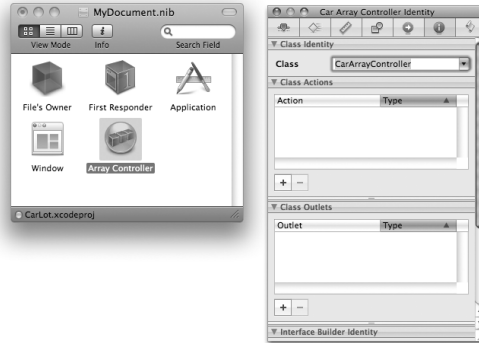 MyDocument.nib
View Mode Info Search Field
File's Owner First Responder Application
Window Array Controller
CarLot.xcodeproj
Car Array Controller Identity
Class Identity
Class CarArrayController
Class Actions
Action Type
+ −
Class Outlets
Outlet Type
+ −
Interface Builder Identity